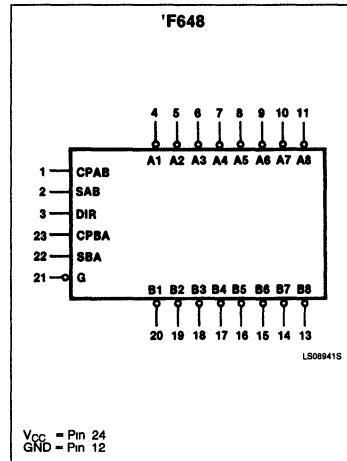 'F648
4 5 6 7 8 9 10 11
A1 A2 A3 A4 A5 A6 A7 A8
1 CPAB
2 SAB
3 DIR
23 CPBA
22 SBA
21 G
B1 B2 B3 B4 B5 B6 B7 B8
20 19 18 17 16 15 14 13
LS08941S
VCC = Pin 24
GND = Pin 12